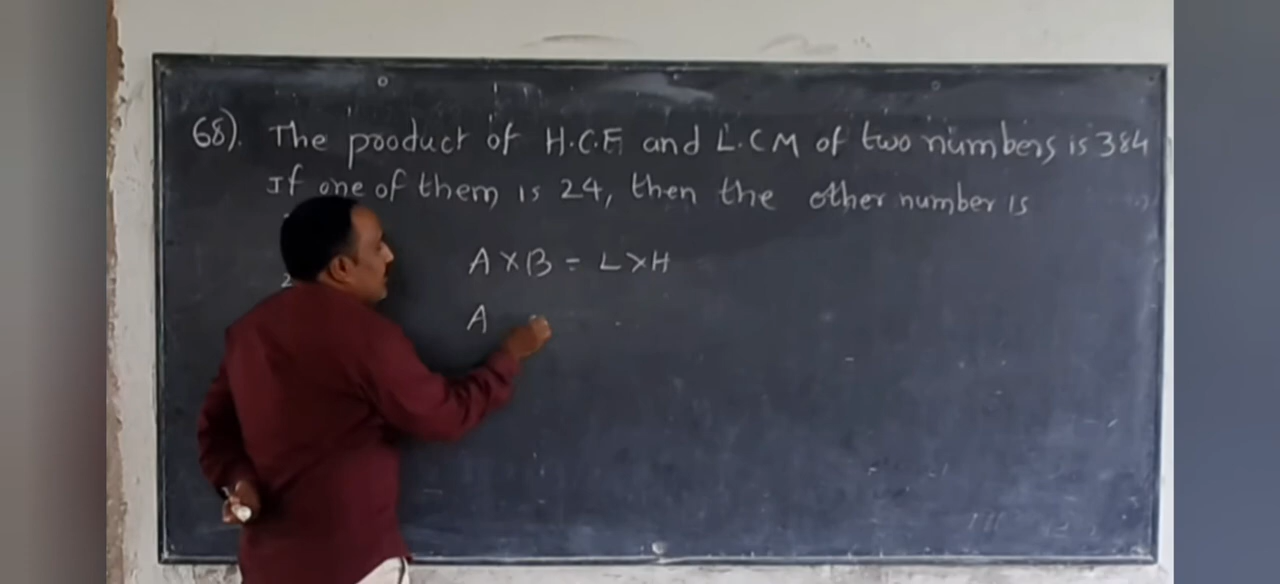 68). The product of H.C.F and L.C.M of two numbers is 384
If one of them is 24, then the other number is
A × B = L × H
2
A